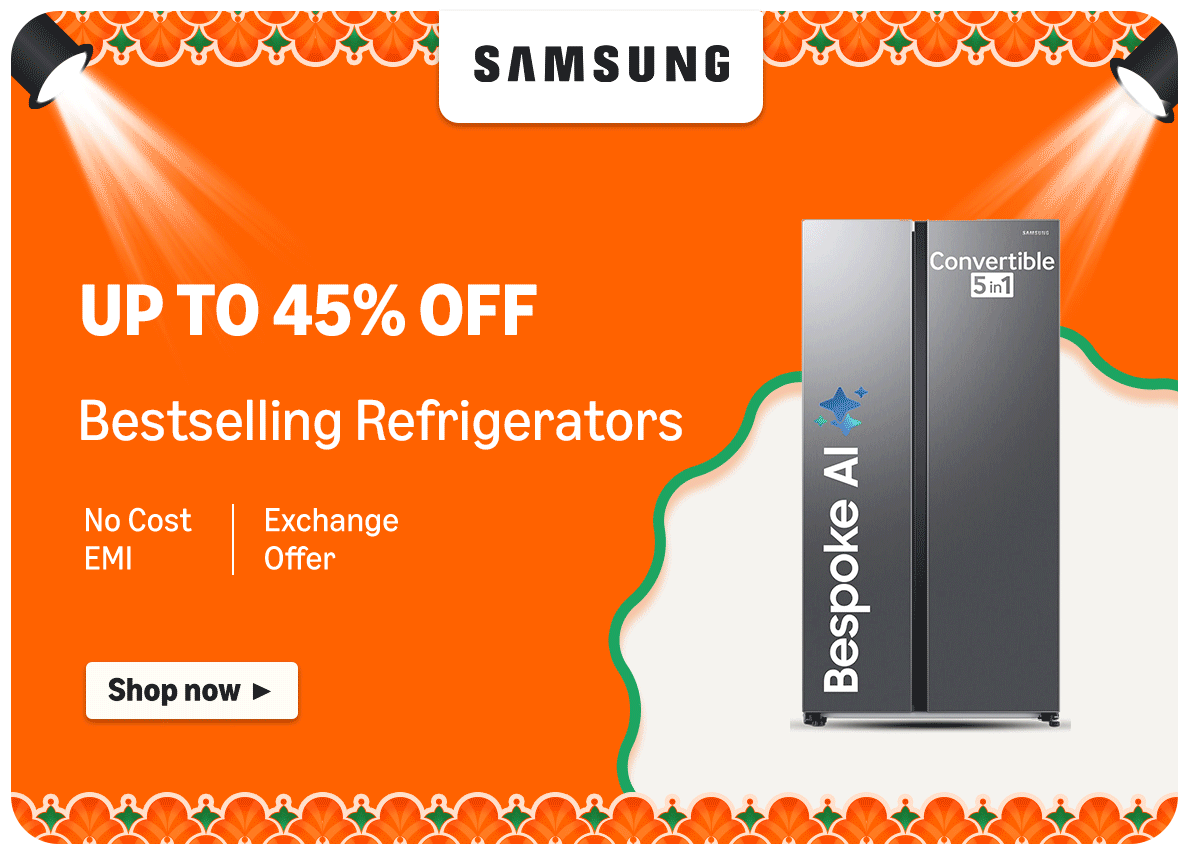 SAMSUNG
UP TO 45% OFF
Bestselling Refrigerators
No Cost
EMI
Exchange
Offer
Shop now ►
SAMSUNG
Convertible
5 in 1
Bespoke AI